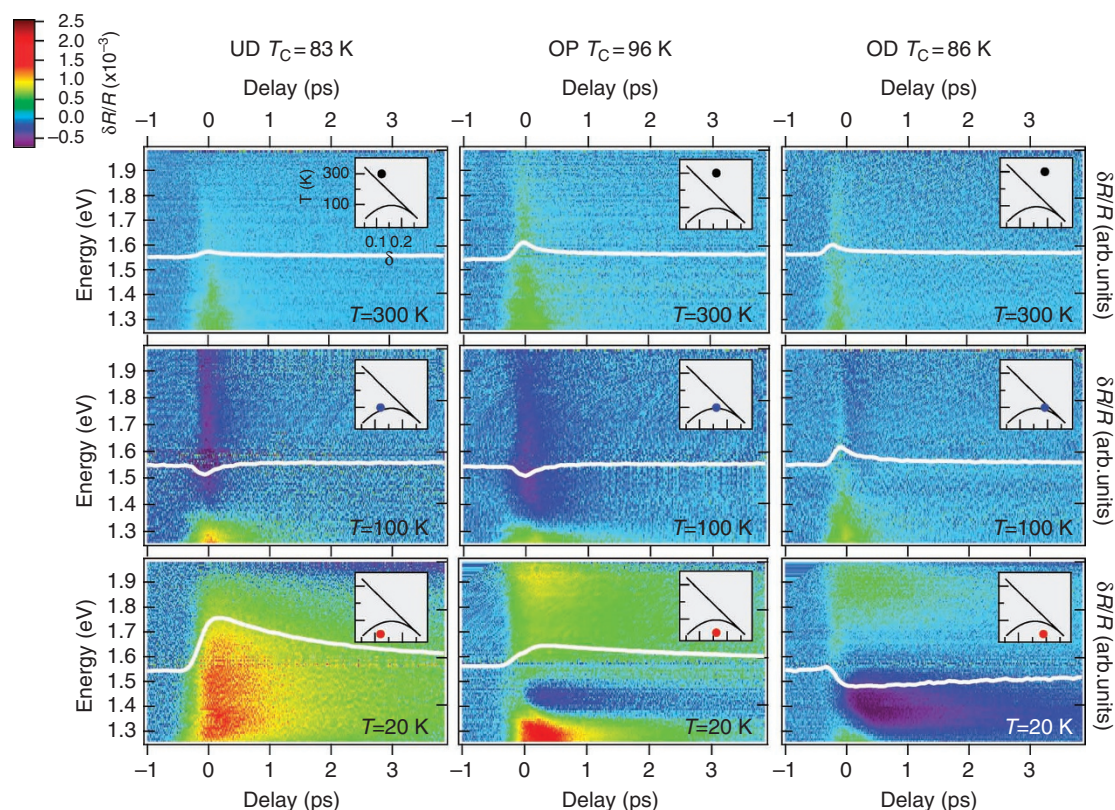 2.5
2.0
1.5
1.0
0.5
0.0
−0.5
δR/R (x10⁻³)
UD T_C = 83 K
OP T_C = 96 K
OD T_C = 86 K
Delay (ps)
Delay (ps)
Delay (ps)
−1 0 1 2 3
−1 0 1 2 3
−1 0 1 2 3
Energy (eV)
1.9
1.8
1.7
1.6
1.5
1.4
1.3
T (K)
300
100
0.1 0.2
δ
T=300 K
T=300 K
T=300 K
δR/R (arb.units)
Energy (eV)
1.9
1.8
1.7
1.6
1.5
1.4
1.3
T=100 K
T=100 K
T=100 K
δR/R (arb.units)
Energy (eV)
1.9
1.8
1.7
1.6
1.5
1.4
1.3
T=20 K
T=20 K
T=20 K
δR/R (arb.units)
−1 0 1 2 3
−1 0 1 2 3
−1 0 1 2 3
Delay (ps)
Delay (ps)
Delay (ps)